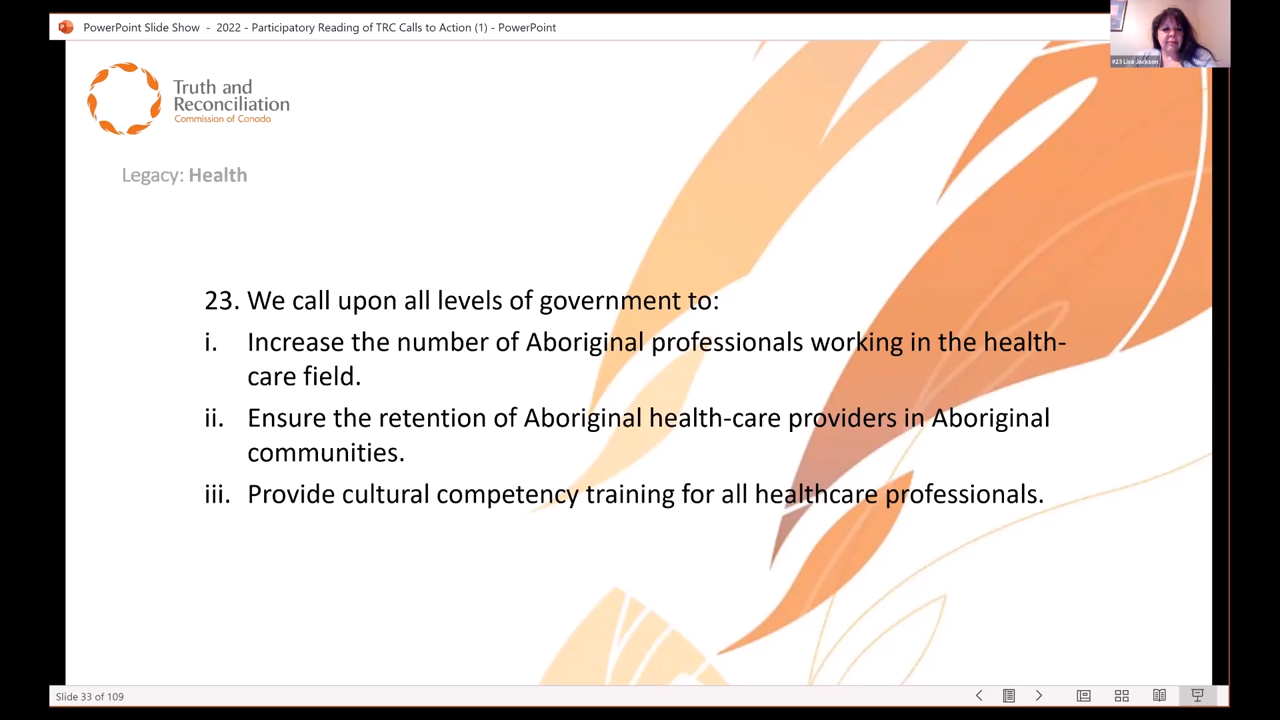 PowerPoint Slide Show - 2022 - Participatory Reading of TRC Calls to Action (1) - PowerPoint
#23 Lisa Jackson
Truth and
Reconciliation
Commission of Canada
Legacy: Health
23. We call upon all levels of government to:
i. Increase the number of Aboriginal professionals working in the health-
care field.
ii. Ensure the retention of Aboriginal health-care providers in Aboriginal
communities.
iii. Provide cultural competency training for all healthcare professionals.
Slide 33 of 109